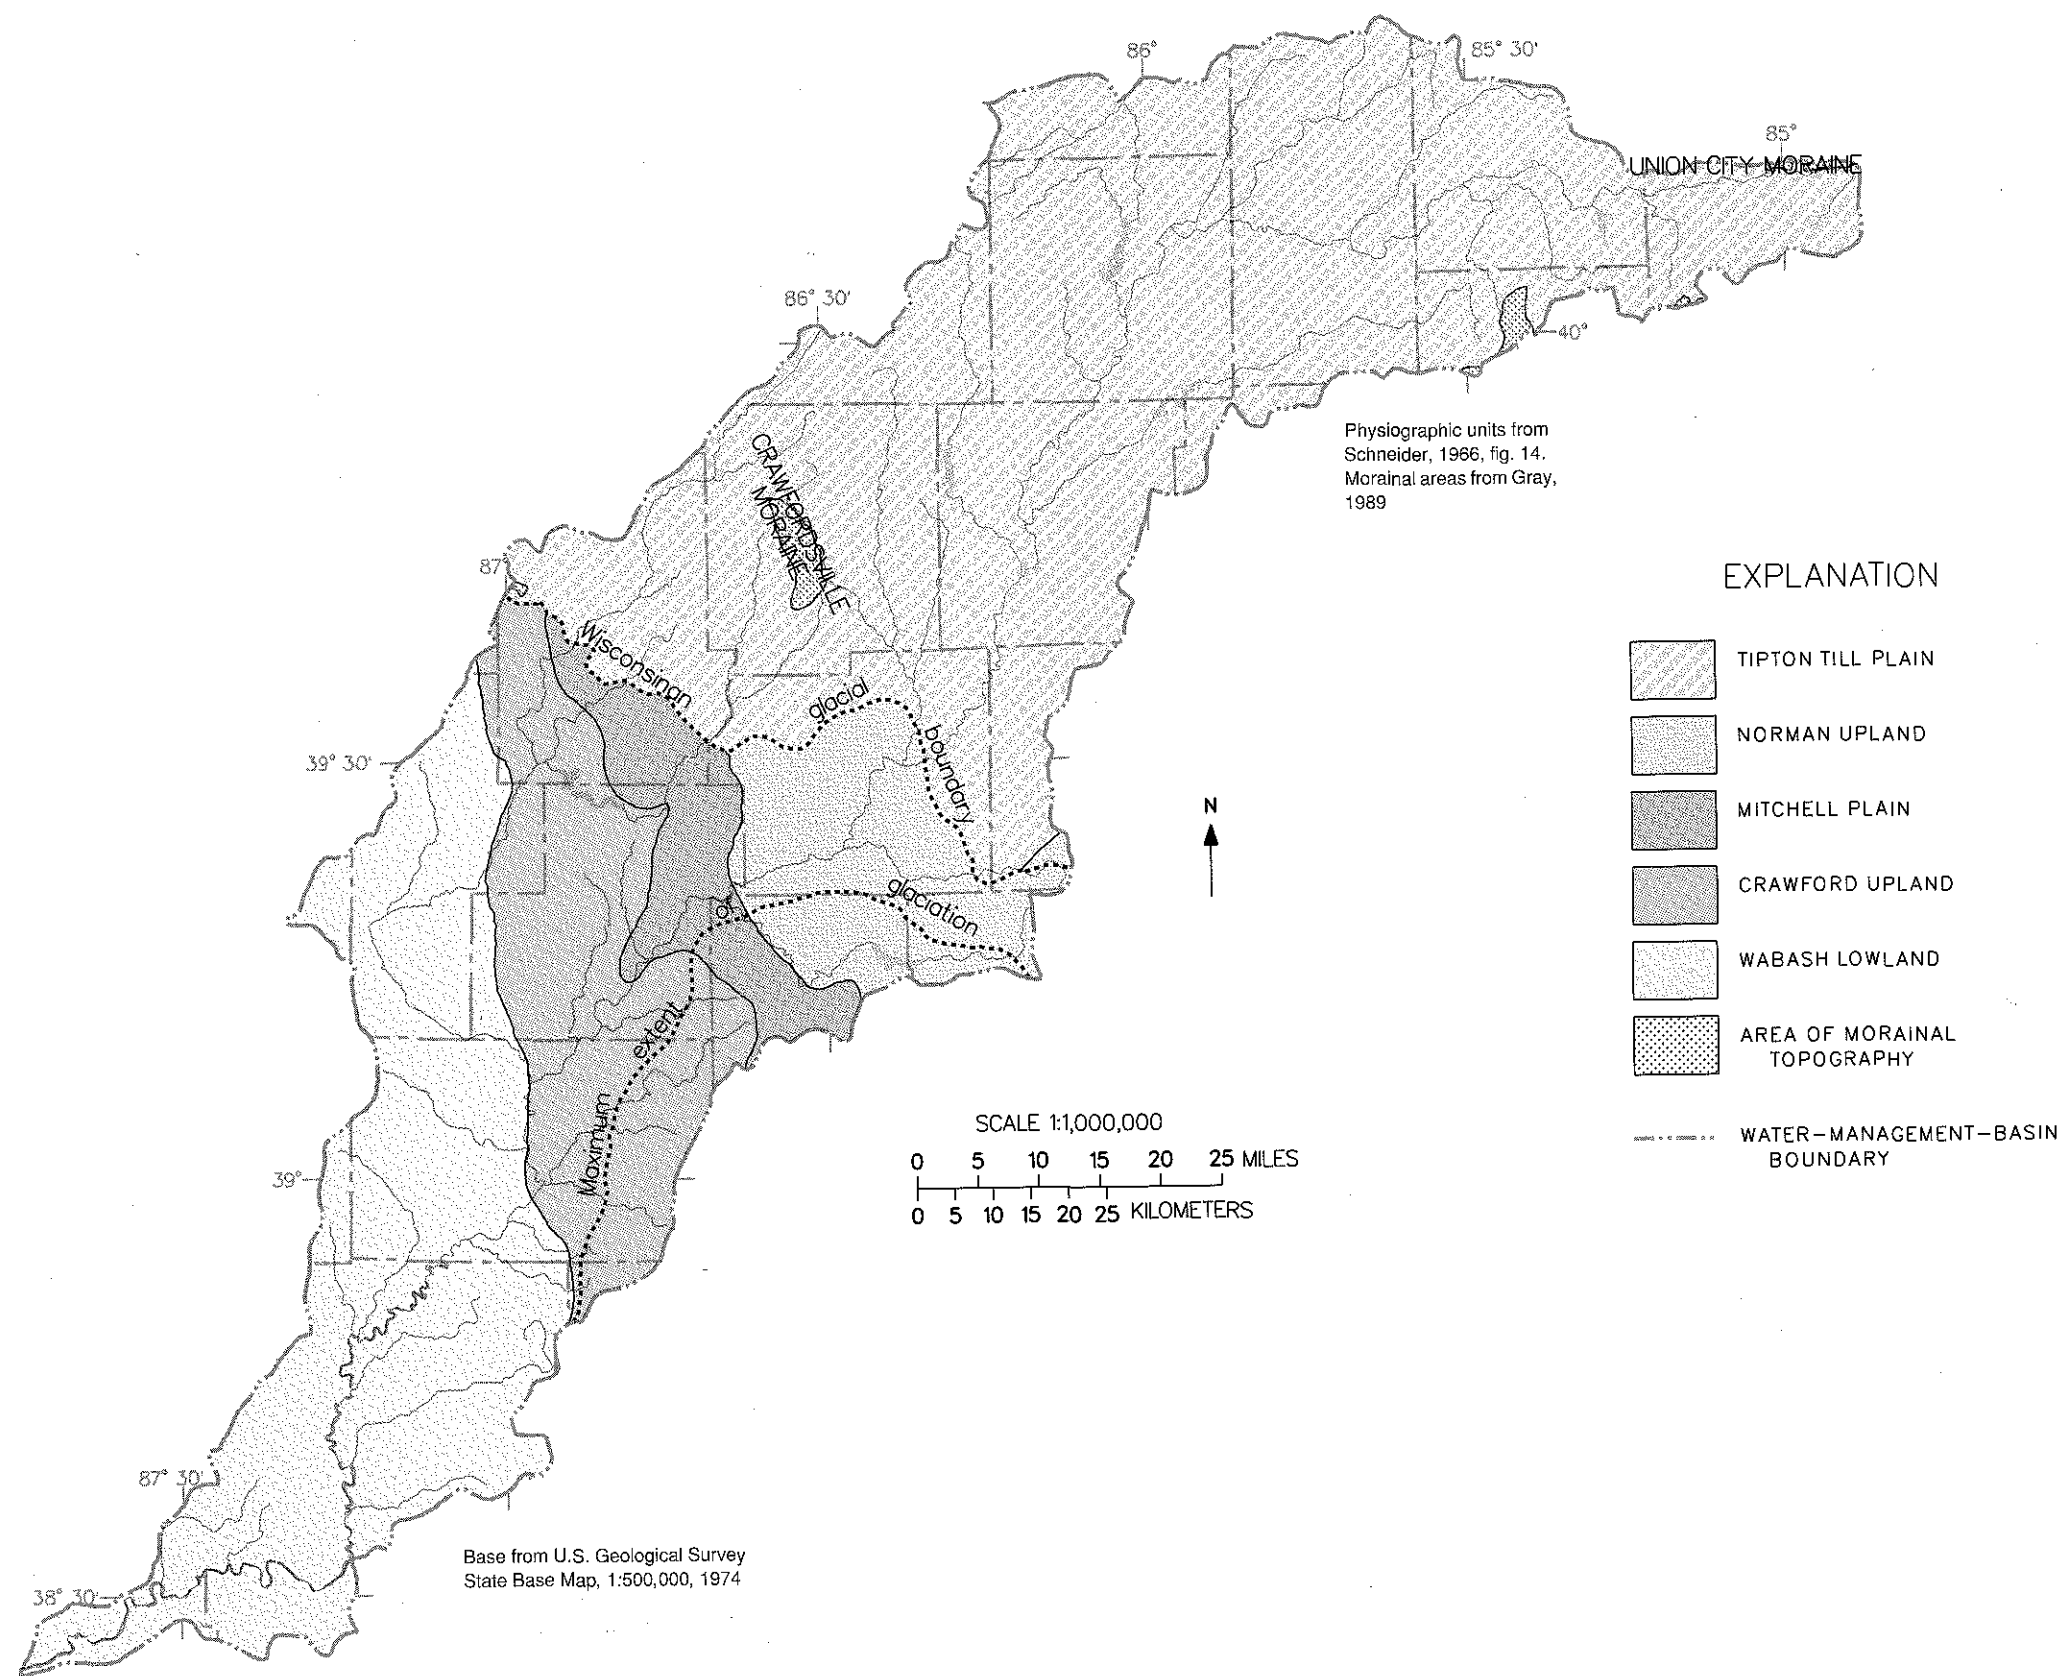 86°
85° 30'
85°
UNION CITY MORAINE
86° 30'
40°
CRAWFORDSVILLE
MORAINE
Physiographic units from
Schneider, 1966, fig. 14.
Morainal areas from Gray,
1989
87°
Wisconsinan
glacial
boundary
39° 30'
N
of
glaciation
extent
Maximum
39°
87° 30'
38° 30'
EXPLANATION
TIPTON TILL PLAIN
NORMAN UPLAND
MITCHELL PLAIN
CRAWFORD UPLAND
WABASH LOWLAND
AREA OF MORAINAL
TOPOGRAPHY
WATER-MANAGEMENT-BASIN
BOUNDARY
SCALE 1:1,000,000
0 5 10 15 20 25 MILES
0 5 10 15 20 25 KILOMETERS
Base from U.S. Geological Survey
State Base Map, 1:500,000, 1974